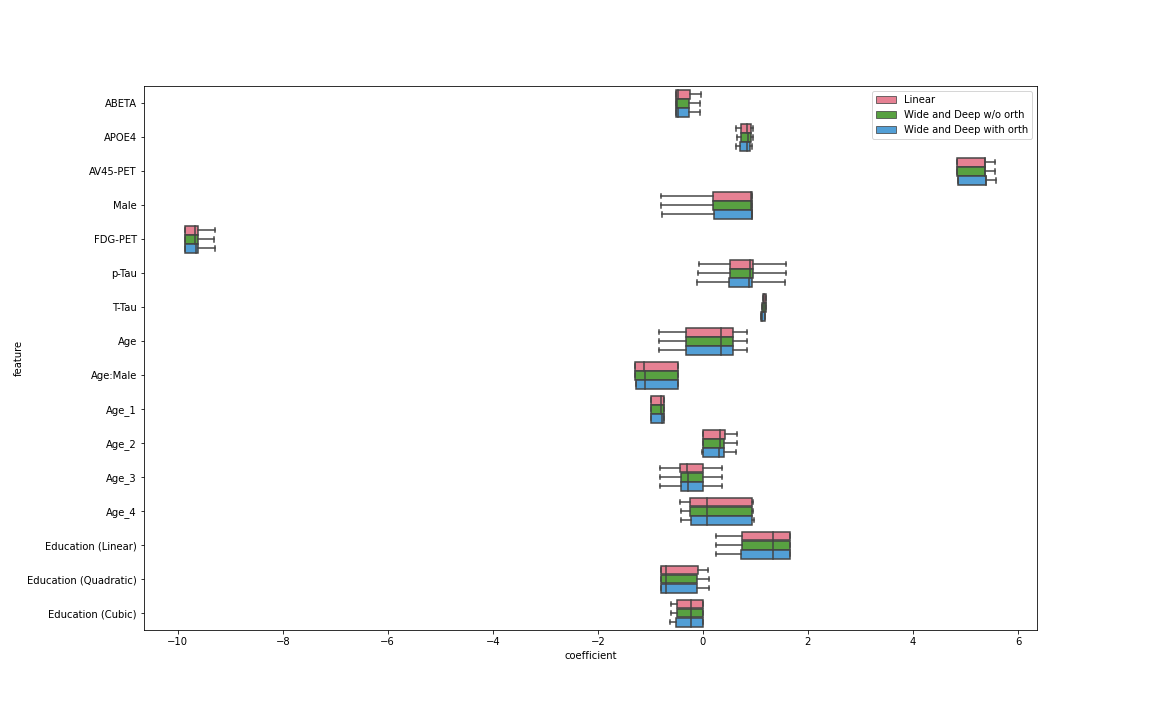 Linear
Wide and Deep w/o orth
Wide and Deep with orth
feature
ABETA
APOE4
AV45-PET
Male
FDG-PET
p-Tau
T-Tau
Age
Age:Male
Age_1
Age_2
Age_3
Age_4
Education (Linear)
Education (Quadratic)
Education (Cubic)
−10 −8 −6 −4 −2 0 2 4 6
coefficient